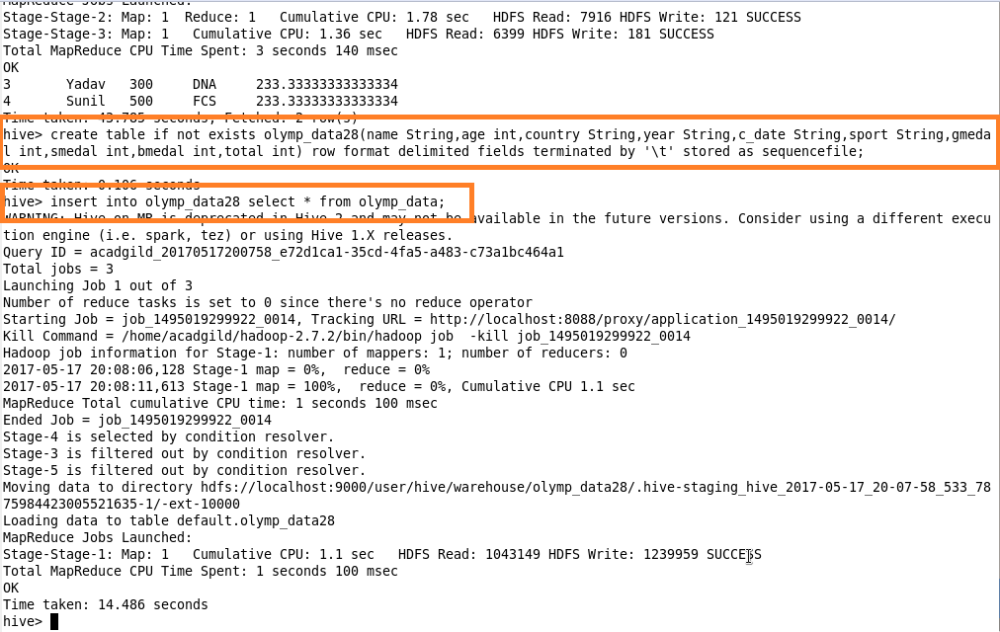 MapReduce Jobs Launched:
Stage-Stage-2: Map: 1  Reduce: 1   Cumulative CPU: 1.78 sec   HDFS Read: 7916 HDFS Write: 121 SUCCESS
Stage-Stage-3: Map: 1   Cumulative CPU: 1.36 sec   HDFS Read: 6399 HDFS Write: 181 SUCCESS
Total MapReduce CPU Time Spent: 3 seconds 140 msec
OK
3       Yadav   300     DNA     233.33333333333334
4       Sunil   500     FCS     233.33333333333334
Time taken: 43.785 seconds, Fetched: 2 row(s)
hive> create table if not exists olymp_data28(name String,age int,country String,year String,c_date String,sport String,gmeda
l int,smedal int,bmedal int,total int) row format delimited fields terminated by '\t' stored as sequencefile;
OK
Time taken: 0.106 seconds
hive> insert into olymp_data28 select * from olymp_data;
WARNING: Hive-on-MR is deprecated in Hive 2 and may not be available in the future versions. Consider using a different execu
tion engine (i.e. spark, tez) or using Hive 1.X releases.
Query ID = acadgild_20170517200758_e72d1ca1-35cd-4fa5-a483-c73a1bc464a1
Total jobs = 3
Launching Job 1 out of 3
Number of reduce tasks is set to 0 since there's no reduce operator
Starting Job = job_1495019299922_0014, Tracking URL = http://localhost:8088/proxy/application_1495019299922_0014/
Kill Command = /home/acadgild/hadoop-2.7.2/bin/hadoop job  -kill job_1495019299922_0014
Hadoop job information for Stage-1: number of mappers: 1; number of reducers: 0
2017-05-17 20:08:06,128 Stage-1 map = 0%,  reduce = 0%
2017-05-17 20:08:11,613 Stage-1 map = 100%,  reduce = 0%, Cumulative CPU 1.1 sec
MapReduce Total cumulative CPU time: 1 seconds 100 msec
Ended Job = job_1495019299922_0014
Stage-4 is selected by condition resolver.
Stage-3 is filtered out by condition resolver.
Stage-5 is filtered out by condition resolver.
Moving data to directory hdfs://localhost:9000/user/hive/warehouse/olymp_data28/.hive-staging_hive_2017-05-17_20-07-58_533_78
75984423005521635-1/-ext-10000
Loading data to table default.olymp_data28
MapReduce Jobs Launched:
Stage-Stage-1: Map: 1   Cumulative CPU: 1.1 sec   HDFS Read: 1043149 HDFS Write: 1239959 SUCCESS
Total MapReduce CPU Time Spent: 1 seconds 100 msec
OK
Time taken: 14.486 seconds
hive>